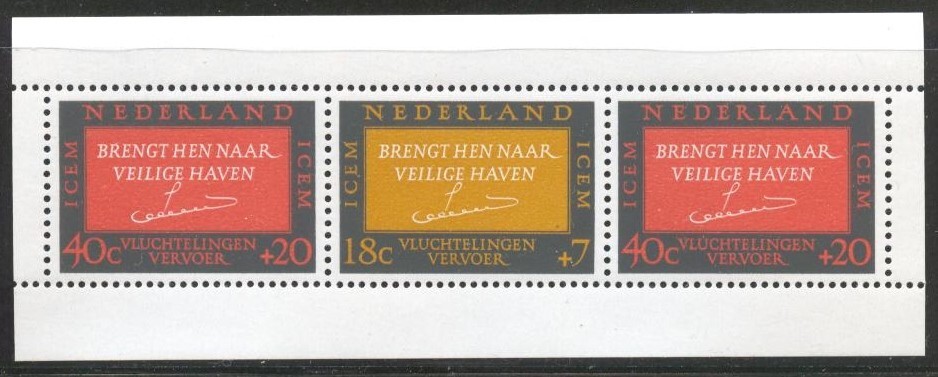 NEDERLAND
ICEM
BRENGT HEN NAAR
VEILIGE HAVEN
ICEM
40c VLUCHTELINGEN +20
VERVOER
NEDERLAND
ICEM
BRENGT HEN NAAR
VEILIGE HAVEN
ICEM
18c VLUCHTELINGEN +7
VERVOER
NEDERLAND
ICEM
BRENGT HEN NAAR
VEILIGE HAVEN
ICEM
40c VLUCHTELINGEN +20
VERVOER